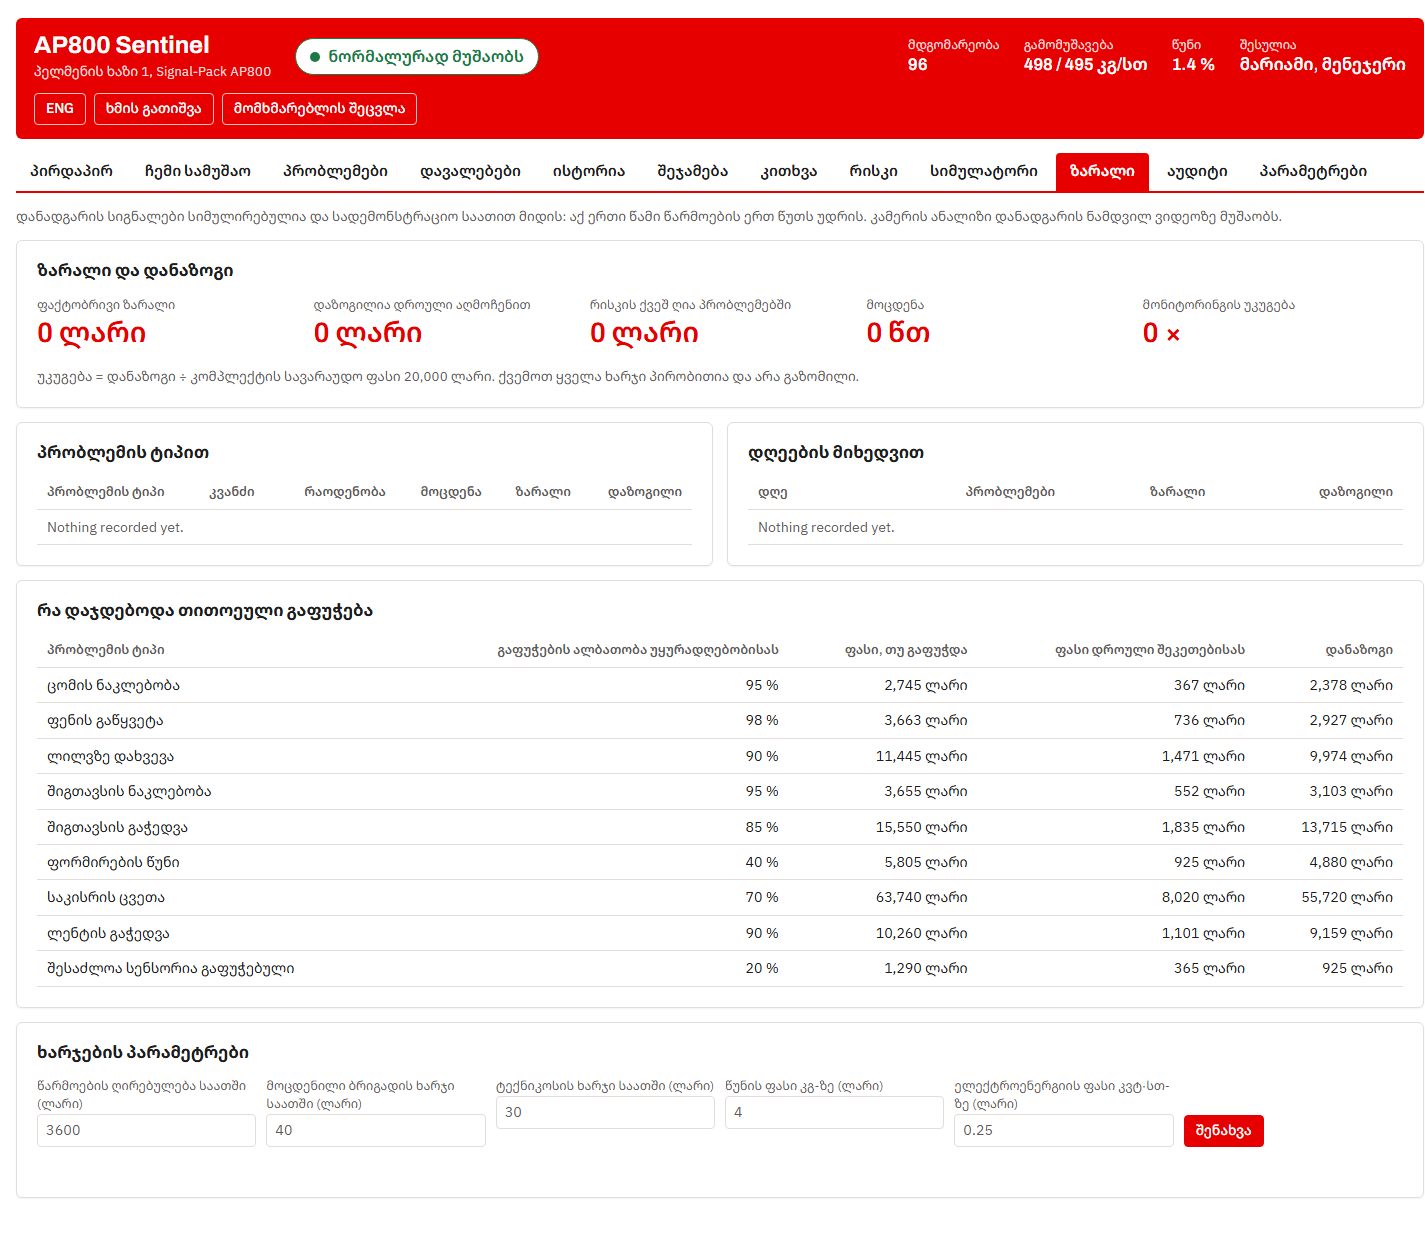 AP800 Sentinel
პელმენის ხაზი 1, Signal-Pack AP800
ნორმალურად მუშაობს
მდგომარეობა
96
გამომუშავება
498 / 495 კგ/სთ
წუნი
1.4 %
შესულია
მარიამი, მენეჯერი
ENG
ხმის გათიშვა
მომხმარებლის შეცვლა
პირდაპირ ჩემი სამუშაო პრობლემები დავალებები ისტორია შეჯამება კითხვა რისკი სიმულატორი ზარალი აუდიტი პარამეტრები
დანადგარის სიგნალები სიმულირებულია და სადემონსტრაციო საათით მიდის: აქ ერთი წამი წარმოების ერთ წუთს უდრის. კამერის ანალიზი დანადგარის ნამდვილ ვიდეოზე მუშაობს.
ზარალი და დანაზოგი
ფაქტობრივი ზარალი
0 ლარი
დაზოგილია დროული აღმოჩენით
0 ლარი
რისკის ქვეშ ღია პრობლემებში
0 ლარი
მოცდენა
0 წთ
მონიტორინგის უკუგება
0 ×
უკუგება = დანაზოგი ÷ კომპლექტის სავარაუდო ფასი 20,000 ლარი. ქვემოთ ყველა ხარჯი პირობითია და არა გაზომილი.
პრობლემის ტიპით
პრობლემის ტიპი კვანძი რაოდენობა მოცდენა ზარალი დაზოგილი
Nothing recorded yet.
დღეების მიხედვით
დღე პრობლემები ზარალი დაზოგილი
Nothing recorded yet.
რა დაჯდებოდა თითოეული გაფუჭება
პრობლემის ტიპი გაფუჭების ალბათობა უყურადღებობისას ფასი, თუ გაფუჭდა ფასი დროული შეკეთებისას დანაზოგი
ცომის ნაკლებობა 95 % 2,745 ლარი 367 ლარი 2,378 ლარი
ფენის გაწყვეტა 98 % 3,663 ლარი 736 ლარი 2,927 ლარი
ლილვზე დახვევა 90 % 11,445 ლარი 1,471 ლარი 9,974 ლარი
შიგთავსის ნაკლებობა 95 % 3,655 ლარი 552 ლარი 3,103 ლარი
შიგთავსის გაჭედვა 85 % 15,550 ლარი 1,835 ლარი 13,715 ლარი
ფორმირების წუნი 40 % 5,805 ლარი 925 ლარი 4,880 ლარი
საკისრის ცვეთა 70 % 63,740 ლარი 8,020 ლარი 55,720 ლარი
ლენტის გაჭედვა 90 % 10,260 ლარი 1,101 ლარი 9,159 ლარი
შესაძლოა სენსორია გაფუჭებული 20 % 1,290 ლარი 365 ლარი 925 ლარი
ხარჯების პარამეტრები
წარმოების ღირებულება საათში
(ლარი)
3600
მოცდენილი ბრიგადის ხარჯი
საათში (ლარი)
40
ტექნიკოსის ხარჯი საათში (ლარი)
30
წუნის ფასი კგ-ზე (ლარი)
4
ელექტროენერგიის ფასი კვტ·სთ-
ზე (ლარი)
0.25
შენახვა